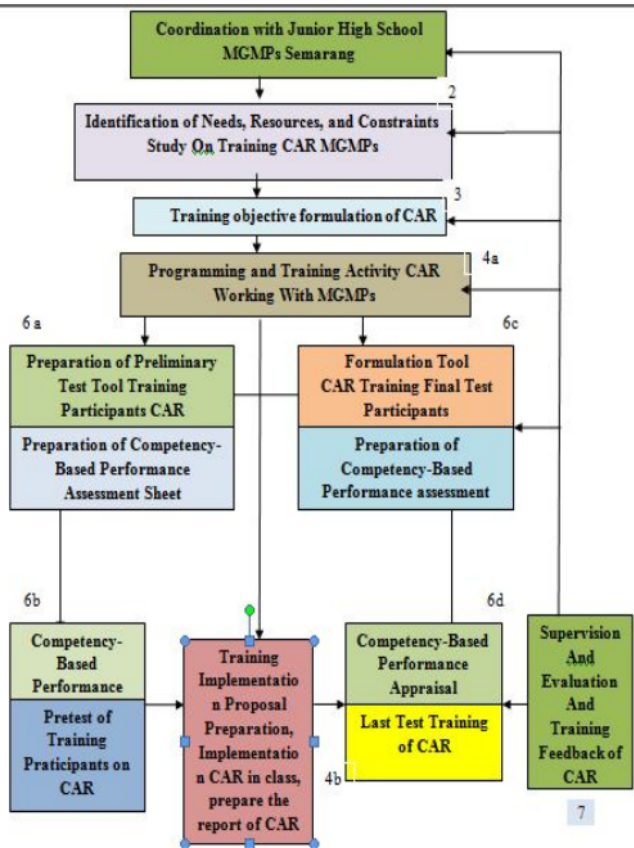 Coordination with Junior High School
MGMPs Semarang
2
Identification of Needs, Resources, and Constraints
Study On Training CAR MGMPs
3
Training objective formulation of CAR
4a
Programming and Training Activity CAR
Working With MGMPs
6a
6c
Preparation of Preliminary
Test Tool Training
Participants CAR
Preparation of Competency-
Based Performance
Assessment Sheet
Formulation Tool
CAR Training Final Test
Participants
Preparation of
Competency-Based
Performance assessment
6b
6d
Competency-
Based
Performance
Pretest of
Training
Praticipants on
CAR
Training
Implementatio
n Proposal
Preparation,
Implementatio
n CAR in class,
prepare the
report of CAR
Competency-Based
Performance
Appraisal
Last Test Training
of CAR
4b
Supervision
And
Evaluation
And
Training
Feedback of
CAR
7